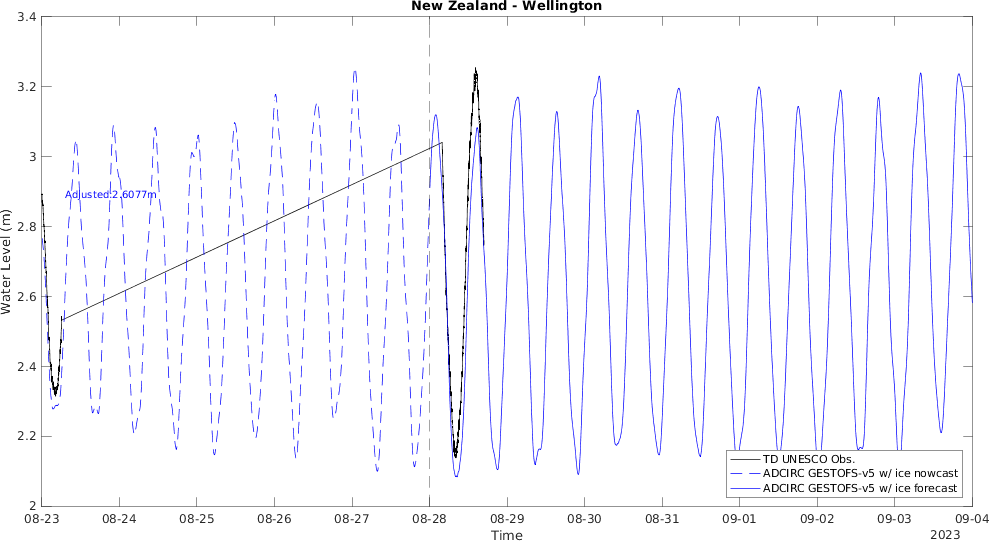 New Zealand - Wellington
3.4
3.2
3
2.8
2.6
2.4
2.2
2
Water Level (m)
Adjusted:2.6077m
TD UNESCO Obs.
ADCIRC GESTOFS-v5 w/ ice nowcast
ADCIRC GESTOFS-v5 w/ ice forecast
08-23 08-24 08-25 08-26 08-27 08-28 08-29 08-30 08-31 09-01 09-02 09-03 09-04
Time
2023